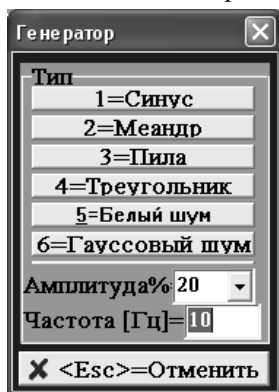 Генератор
Тип
1=Синус
2=Меандр
3=Пила
4=Треугольник
5=Белый шум
6=Гауссовый шум
Амплитуда% 20
Частота [Гц]= 10
<Esc>=Отменить